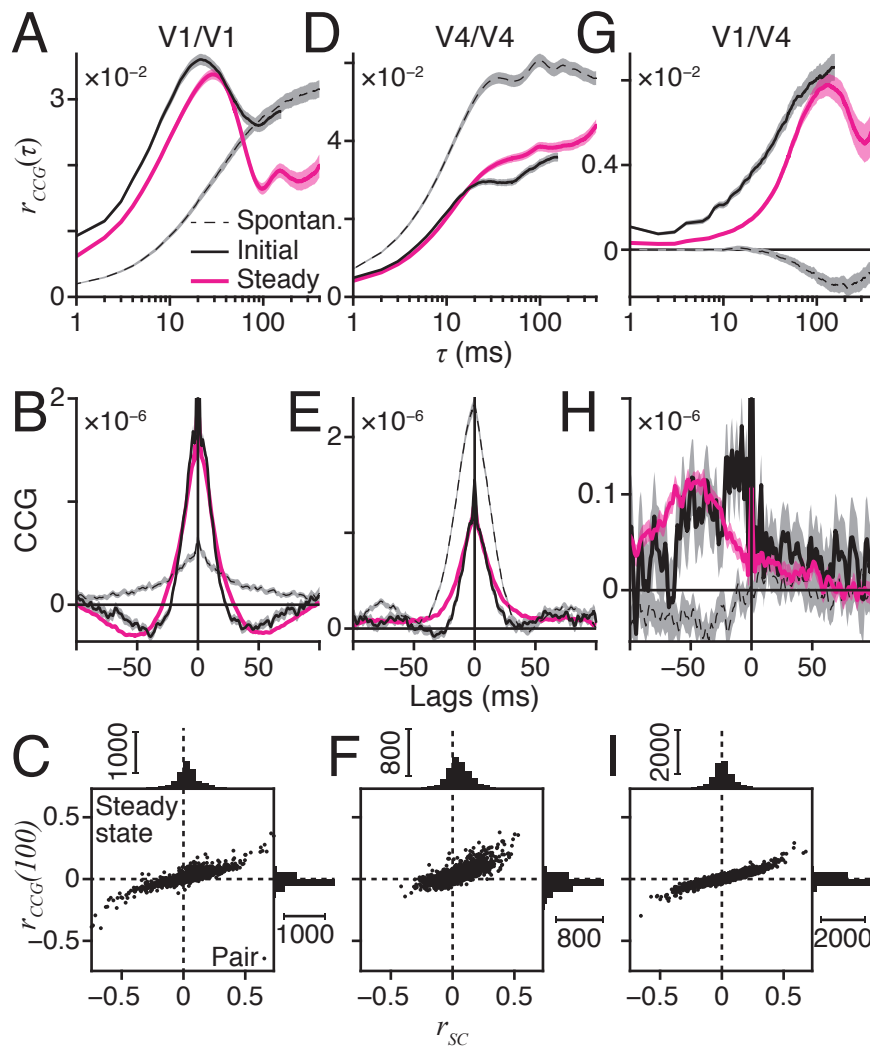 A V1/V1 D V4/V4 G V1/V4
×10⁻² ×10⁻² ×10⁻²
r_CCG(τ)
3
0
4
0
0.4
0
Spontan.
Initial
Steady
1 10 100 1 10 100 1 10 100
τ (ms)
B E H
×10⁻⁶ ×10⁻⁶ ×10⁻⁶
CCG
2
0
2
0
0.1
0
−50 0 50 −50 0 50 −50 0 50
Lags (ms)
C F I
1000 800 2000
Steady
state
r_CCG(100)
0.5
0
−0.5
Pair
1000 800 2000
−0.5 0 0.5 −0.5 0 0.5 −0.5 0 0.5
r_SC